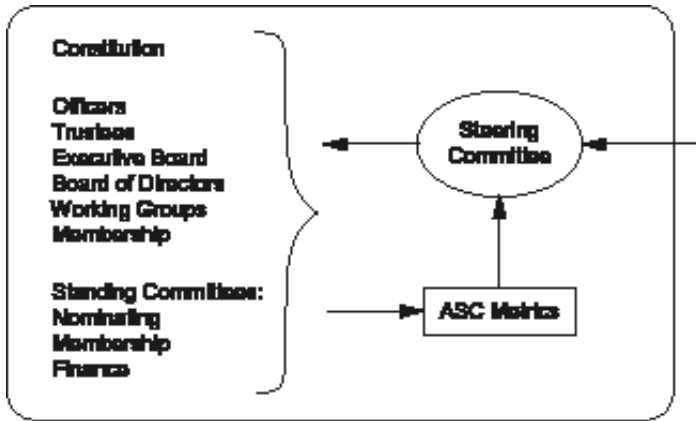 Constitution
Officers
Trustees
Executive Board
Board of Directors
Working Groups
Membership
Standing Committees:
Nominating
Membership
Finance
Steering
Committee
ASC Metrics